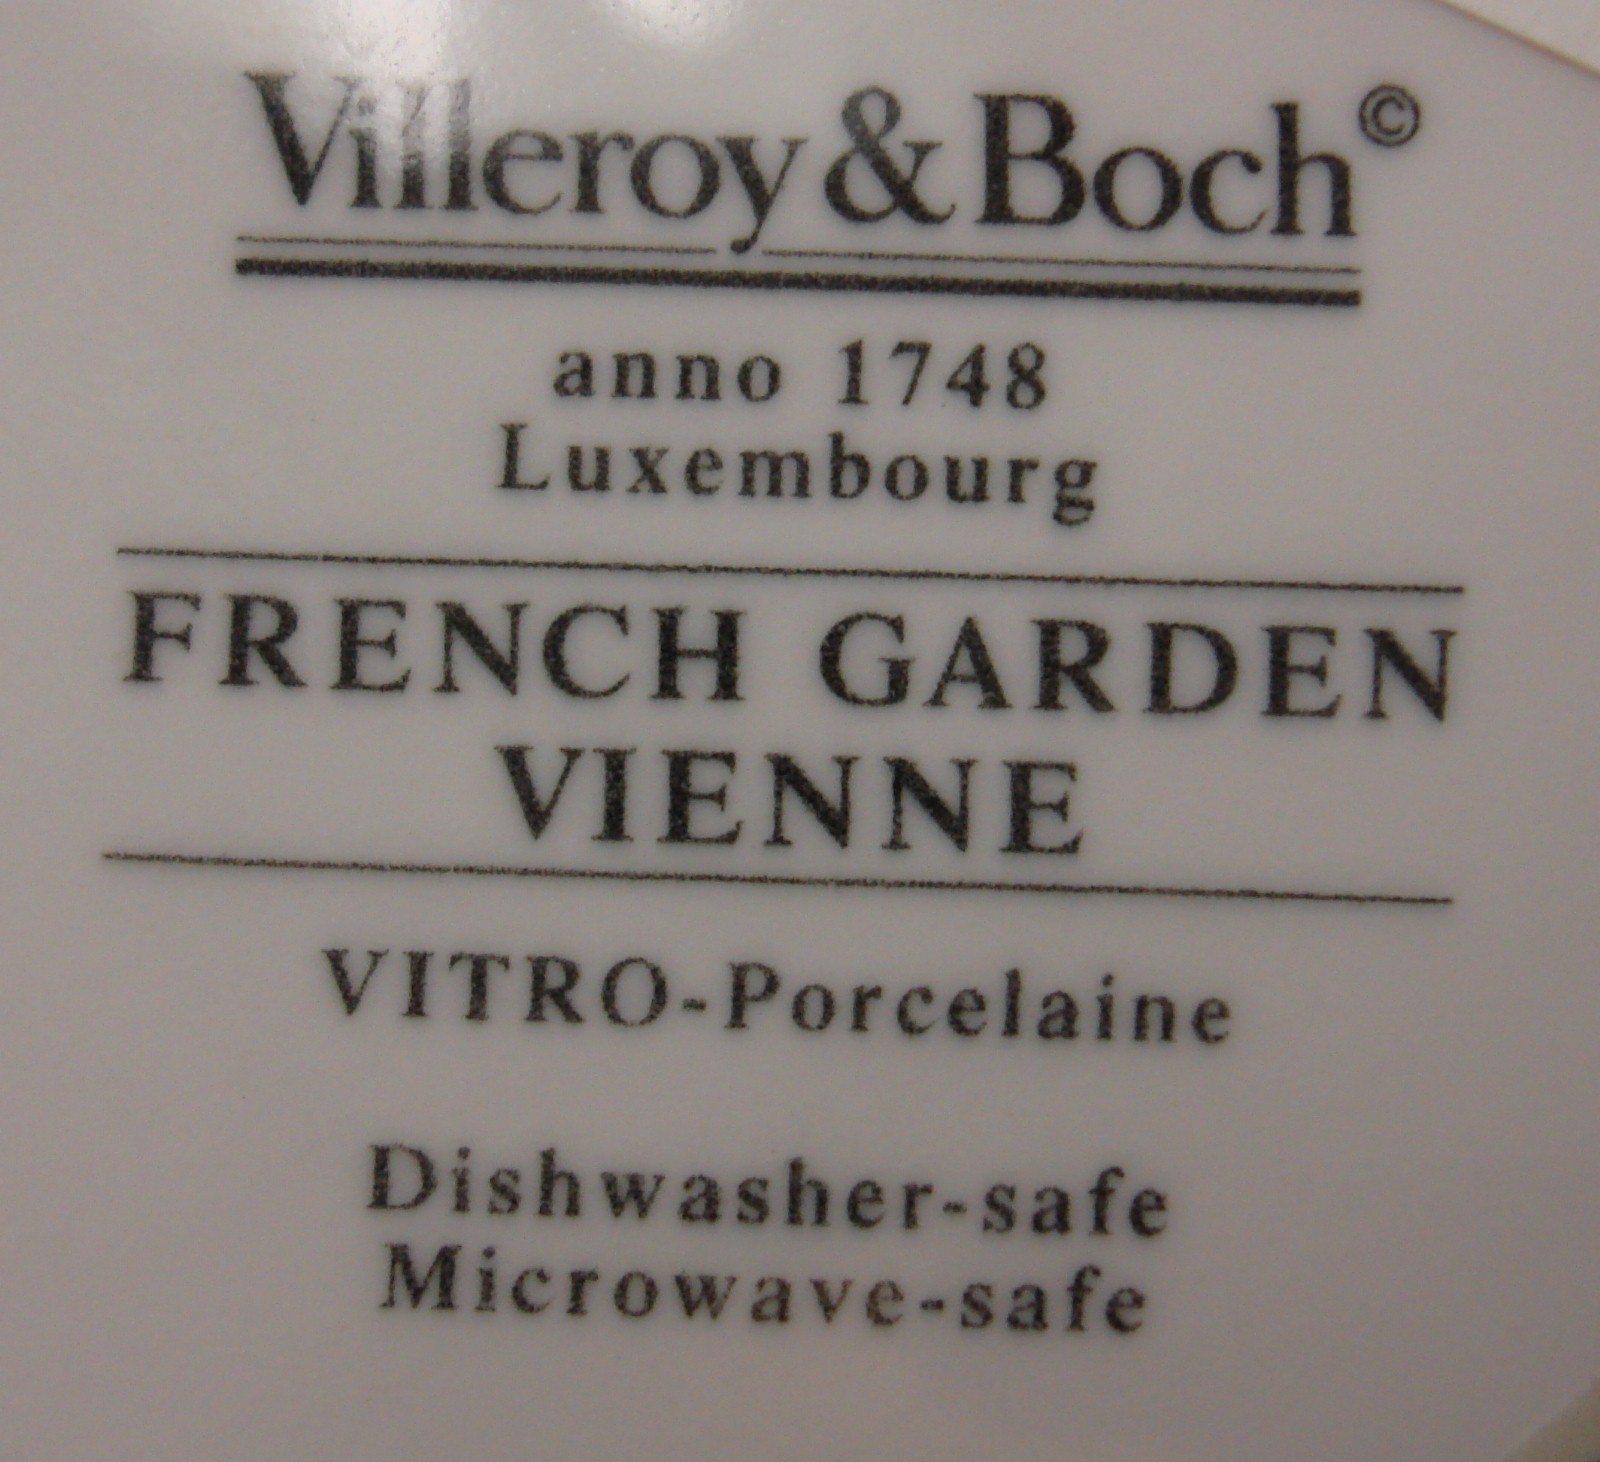 Villeroy & Boch©
anno 1748
Luxembourg
FRENCH GARDEN
VIENNE
VITRO-Porcelaine
Dishwasher-safe
Microwave-safe